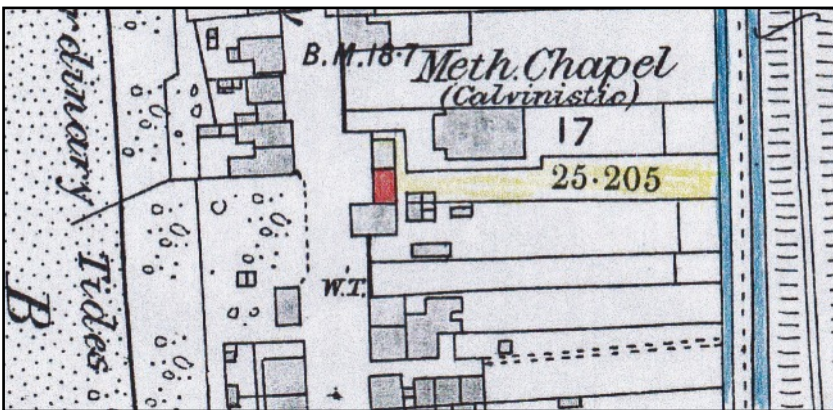 B.M.18·7
Meth. Chapel
(Calvinistic)
17
25·205
W.T.
rdinary Tides
B